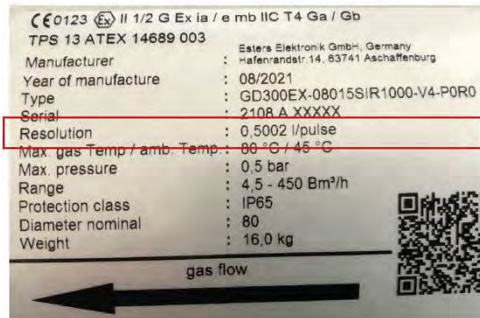 CE0123 Ex II 1/2 G Ex ia / e mb IIC T4 Ga / Gb
TPS 13 ATEX 14689 003
Manufacturer : Esters Elektronik GmbH, Germany
Hafenrandstr.14, 63741 Aschaffenburg
Year of manufacture : 08/2021
Type : GD300EX-08015SIR1000-V4-P0R0
Serial : 2108 A XXXXX
Resolution : 0,5002 l/pulse
Max. gas Temp / amb. Temp. : 80 °C / 45 °C
Max. pressure : 0,5 bar
Range : 4,5 - 450 Bm³/h
Protection class : IP65
Diameter nominal : 80
Weight : 16,0 kg
gas flow